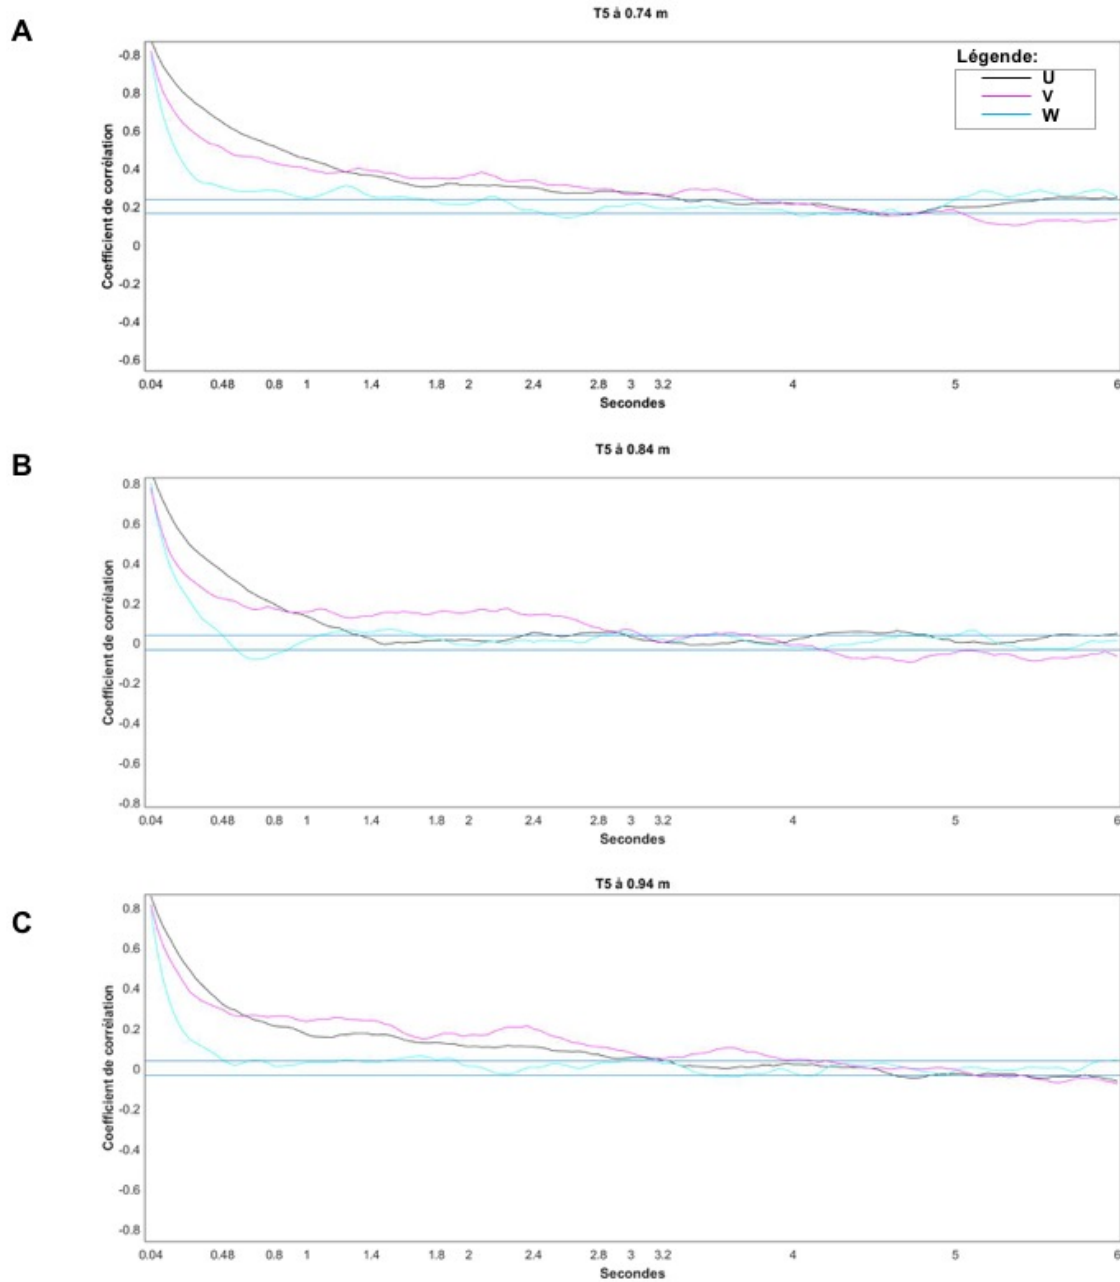 A
T5 à 0.74 m
Légende:
U
V
W
-0.8
0.8
0.6
0.4
0.2
0
-0.2
-0.4
-0.6
Coefficient de corrélation
0.04 0.48 0.8 1 1.4 1.8 2 2.4 2.8 3 3.2 4 5 6
Secondes
B
T5 à 0.84 m
0.8
0.6
0.4
0.2
0
-0.2
-0.4
-0.6
-0.8
Coefficient de corrélation
0.04 0.48 0.8 1 1.4 1.8 2 2.4 2.8 3 3.2 4 5 6
Secondes
C
T5 à 0.94 m
0.8
0.6
0.4
0.2
0
-0.2
-0.4
-0.6
-0.8
Coefficient de corrélation
0.04 0.48 0.8 1 1.4 1.8 2 2.4 2.8 3 3.2 4 5 6
Secondes